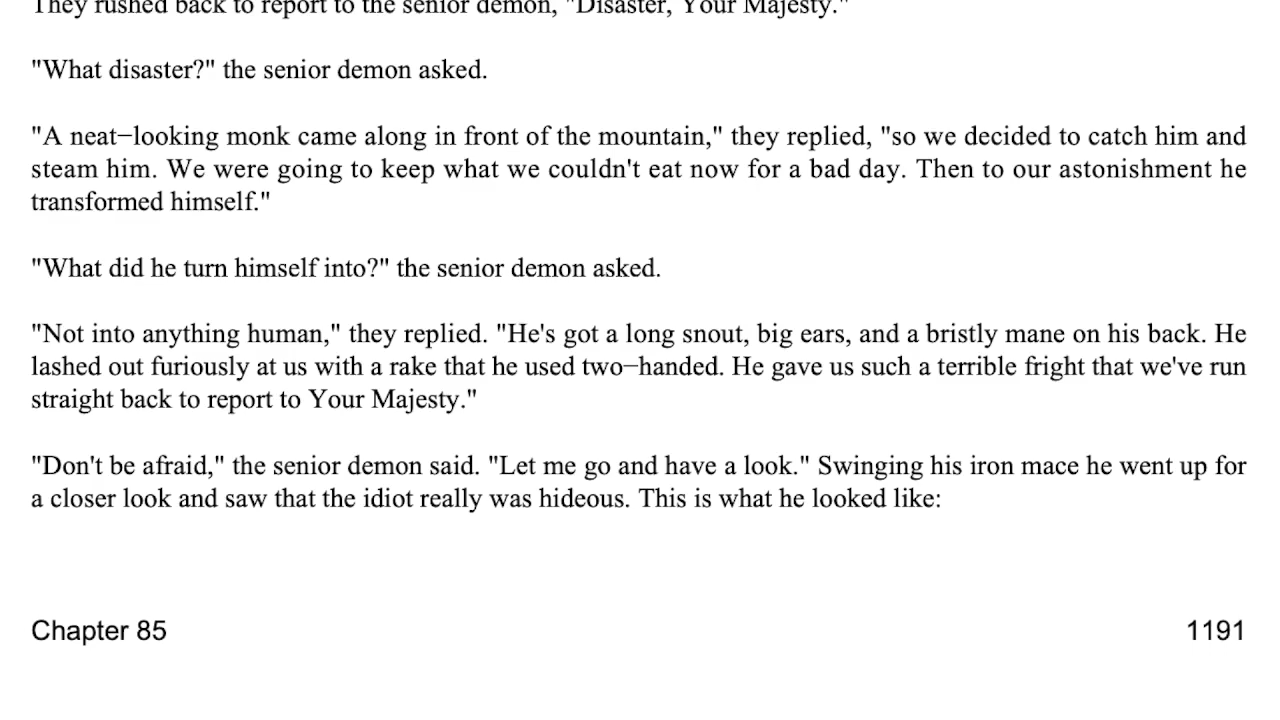 They rushed back to report to the senior demon, "Disaster, Your Majesty."
"What disaster?" the senior demon asked.
"A neat−looking monk came along in front of the mountain," they replied, "so we decided to catch him and
steam him. We were going to keep what we couldn't eat now for a bad day. Then to our astonishment he
transformed himself."
"What did he turn himself into?" the senior demon asked.
"Not into anything human," they replied. "He's got a long snout, big ears, and a bristly mane on his back. He
lashed out furiously at us with a rake that he used two−handed. He gave us such a terrible fright that we've run
straight back to report to Your Majesty."
"Don't be afraid," the senior demon said. "Let me go and have a look." Swinging his iron mace he went up for
a closer look and saw that the idiot really was hideous. This is what he looked like:
Chapter 85
1191